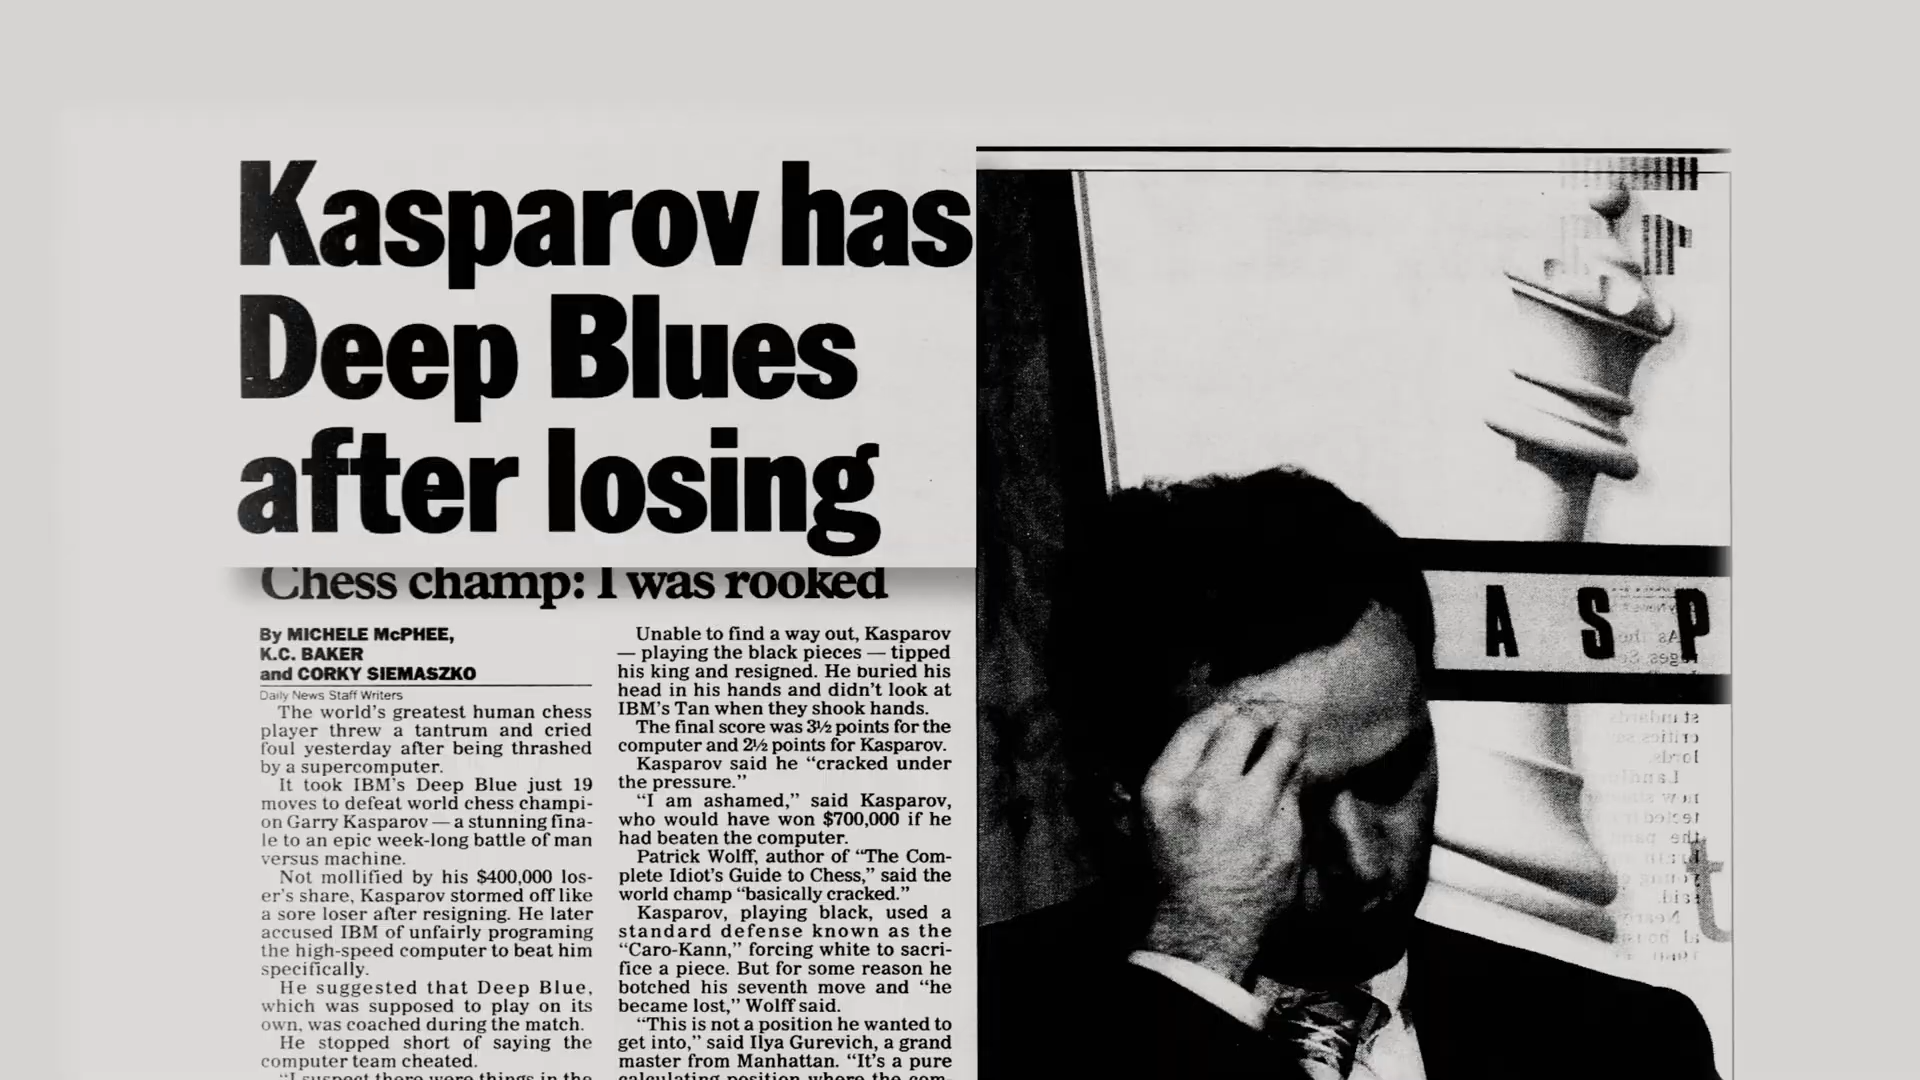 Kasparov has
Deep Blues
after losing
Chess champ: I was rooked
By MICHELE McPHEE,
K.C. BAKER
and CORKY SIEMASZKO
Daily News Staff Writers
The world's greatest human chess
player threw a tantrum and cried
foul yesterday after being thrashed
by a supercomputer.
It took IBM's Deep Blue just 19
moves to defeat world chess champi-
on Garry Kasparov — a stunning fina-
le to an epic week-long battle of man
versus machine.
Not mollified by his $400,000 los-
er's share, Kasparov stormed off like
a sore loser after resigning. He later
accused IBM of unfairly programing
the high-speed computer to beat him
specifically.
He suggested that Deep Blue,
which was supposed to play on its
own, was coached during the match.
He stopped short of saying the
computer team cheated.
"I suspect there were things in the
Unable to find a way out, Kasparov
— playing the black pieces — tipped
his king and resigned. He buried his
head in his hands and didn't look at
IBM's Tan when they shook hands.
The final score was 3½ points for the
computer and 2½ points for Kasparov.
Kasparov said he "cracked under
the pressure."
"I am ashamed," said Kasparov,
who would have won $700,000 if he
had beaten the computer.
Patrick Wolff, author of "The Com-
plete Idiot's Guide to Chess," said the
world champ "basically cracked."
Kasparov, playing black, used a
standard defense known as the
"Caro-Kann," forcing white to sacri-
fice a piece. But for some reason he
botched his seventh move and "he
became lost," Wolff said.
"This is not a position he wanted to
get into," said Ilya Gurevich, a grand
master from Manhattan. "It's a pure
calculating position where the com-
A S P